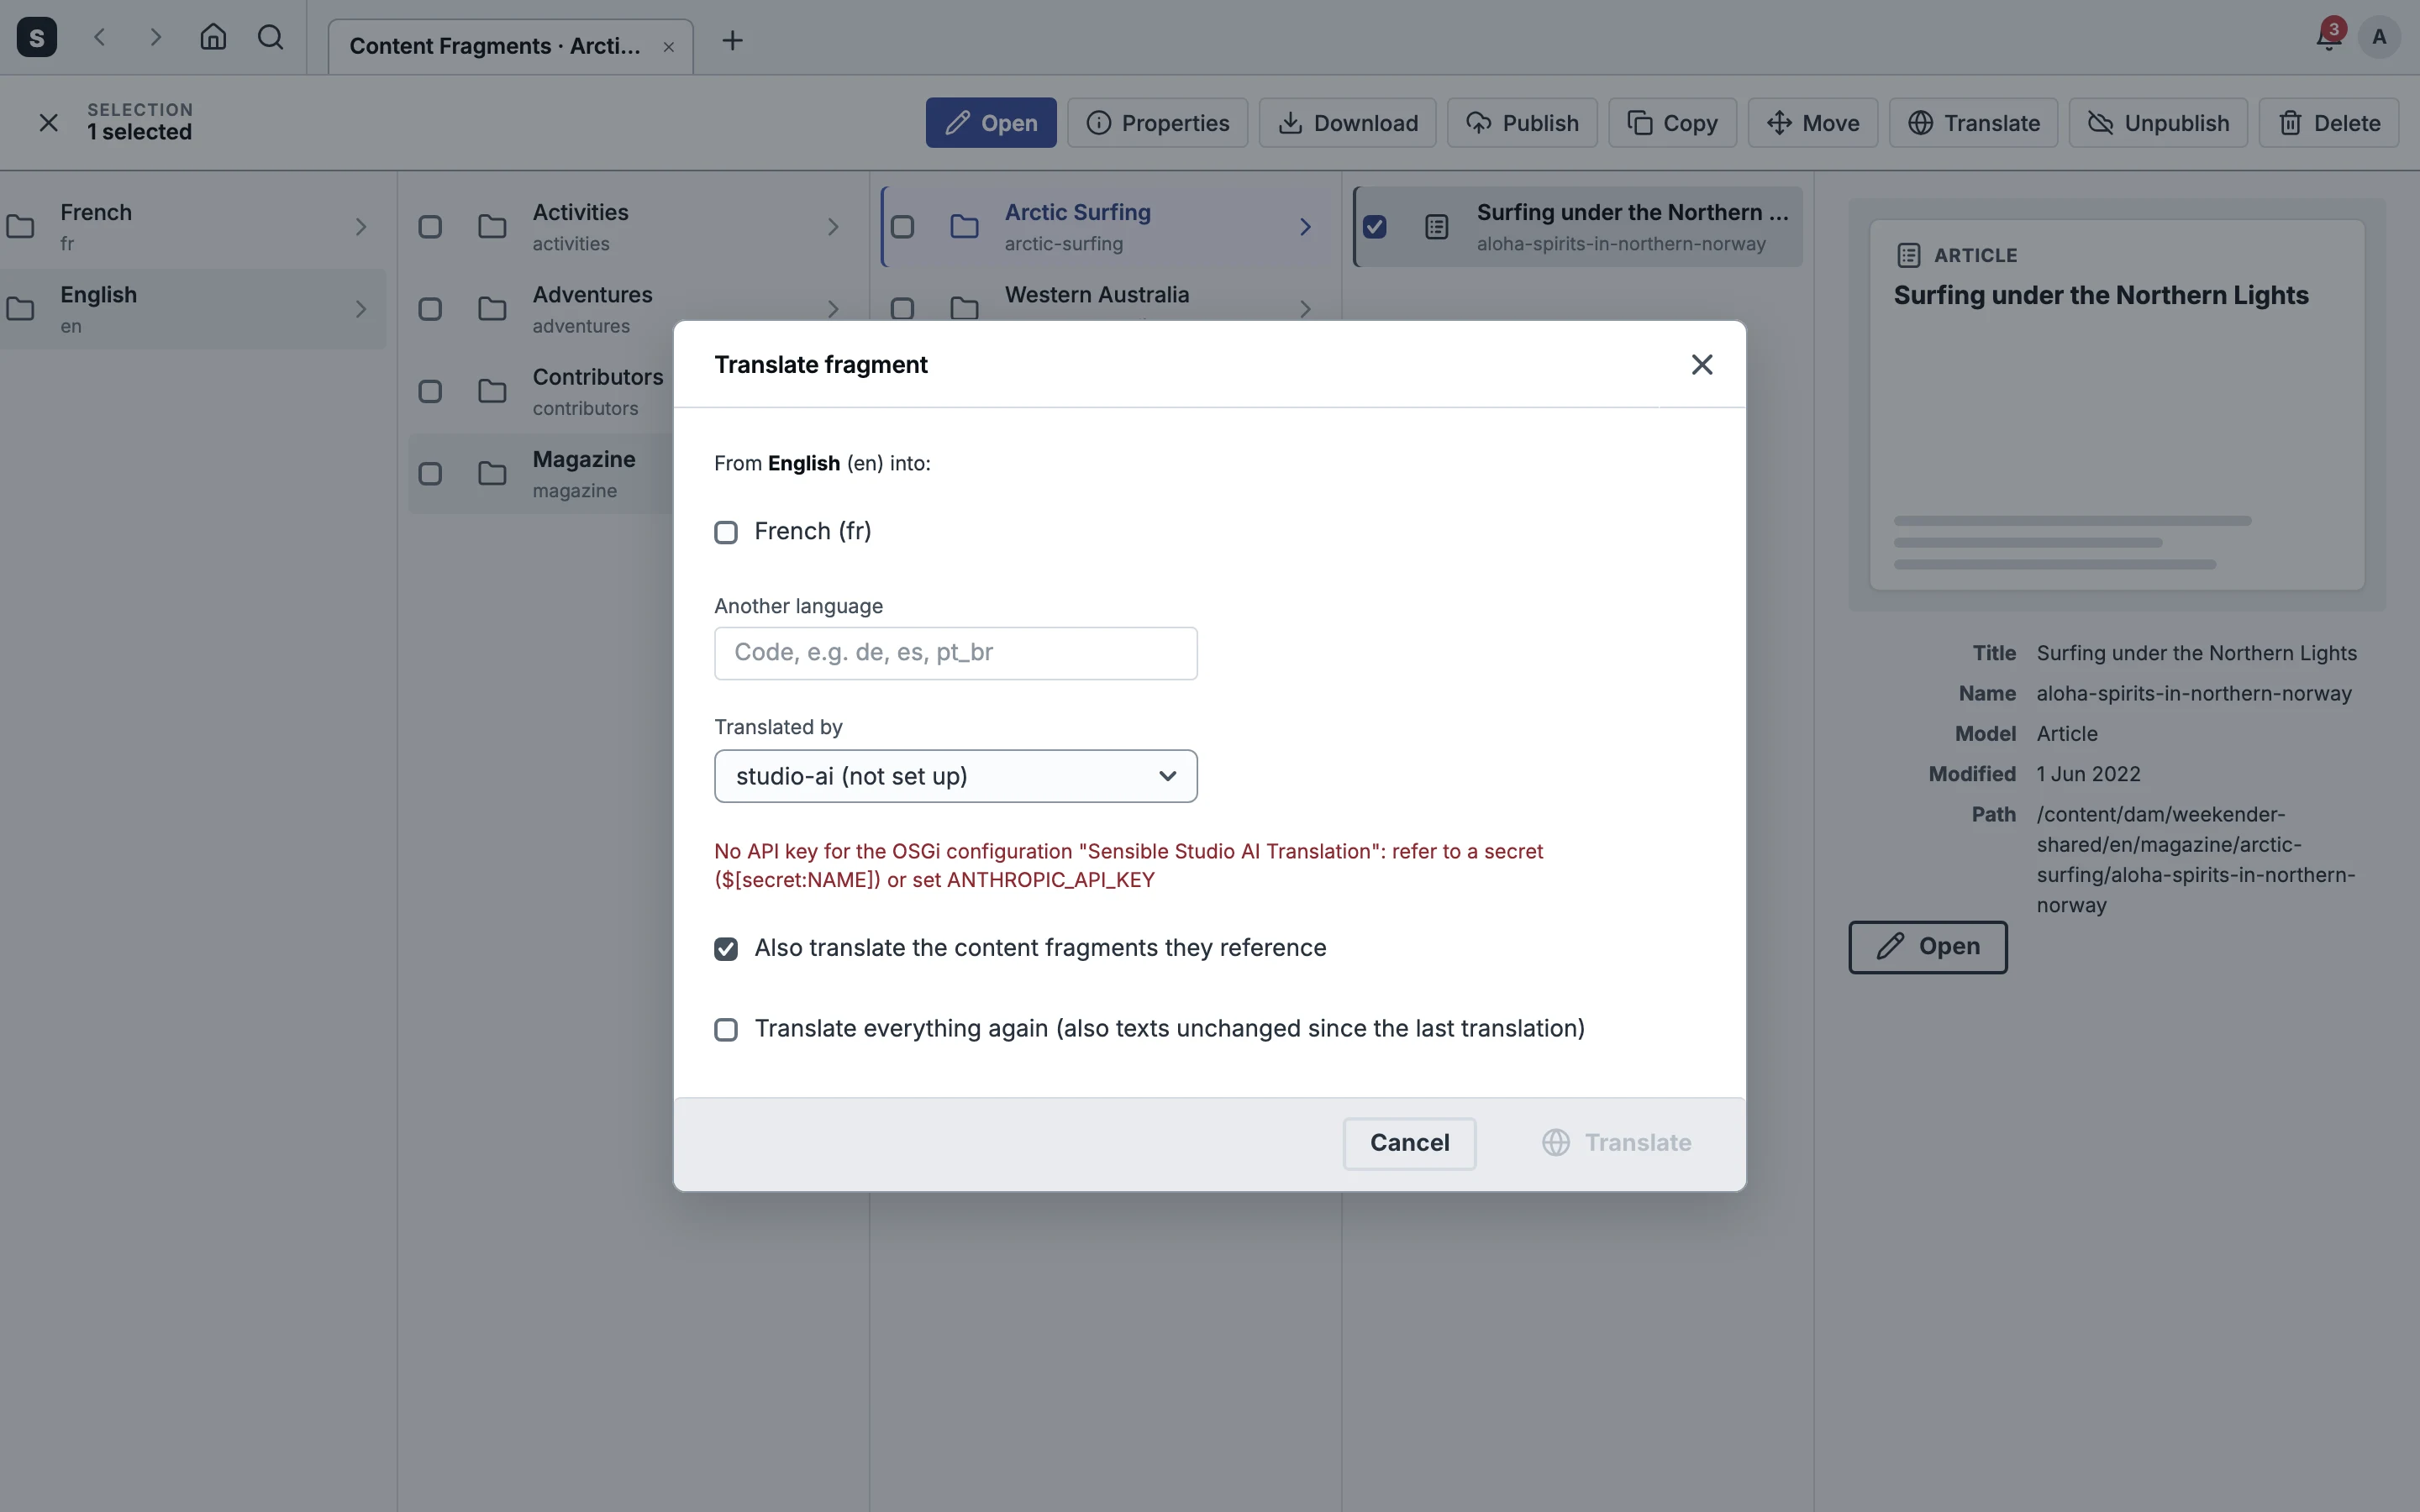 S
Content Fragments · Arcti...
3
A
SELECTION
1 selected
Open
Properties
Download
Publish
Copy
Move
Translate
Unpublish
Delete
French
fr
English
en
Activities
activities
Adventures
adventures
Contributors
contributors
Magazine
magazine
Arctic Surfing
arctic-surfing
Western Australia
Surfing under the Northern ...
aloha-spirits-in-northern-norway
Translate fragment
From English (en) into:
French (fr)
Another language
Code, e.g. de, es, pt_br
Translated by
studio-ai (not set up)
No API key for the OSGi configuration "Sensible Studio AI Translation": refer to a secret
($[secret:NAME]) or set ANTHROPIC_API_KEY
Also translate the content fragments they reference
Translate everything again (also texts unchanged since the last translation)
Cancel
Translate
ARTICLE
Surfing under the Northern Lights
Title Surfing under the Northern Lights
Name aloha-spirits-in-northern-norway
Model Article
Modified 1 Jun 2022
Path /content/dam/weekender-
shared/en/magazine/arctic-
surfing/aloha-spirits-in-northern-
norway
Open